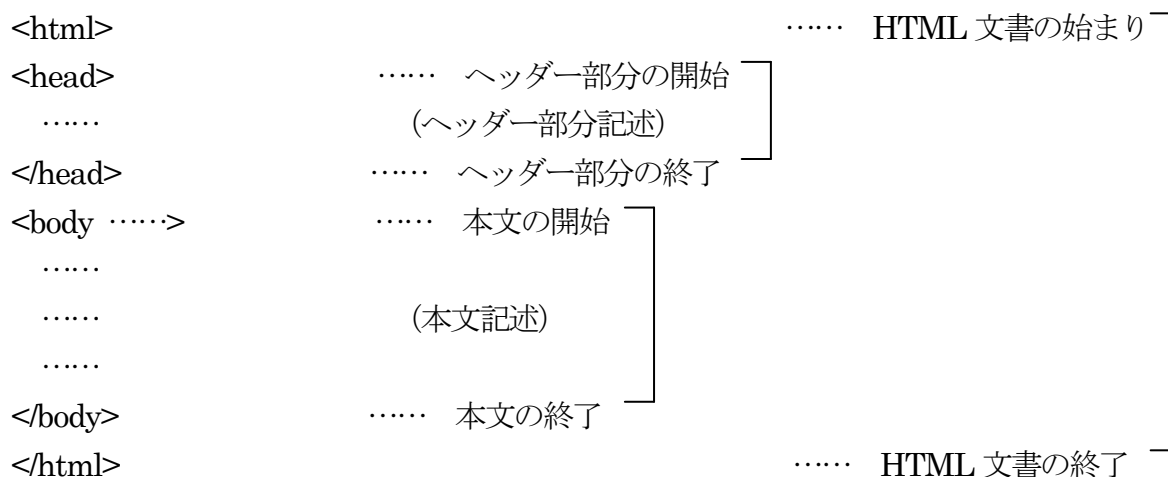 <html> …… HTML 文書の始まり
<head> …… ヘッダー部分の開始
…… (ヘッダー部分記述)
</head> …… ヘッダー部分の終了
<body ……> …… 本文の開始
……
…… (本文記述)
……
</body> …… 本文の終了
</html> …… HTML 文書の終了